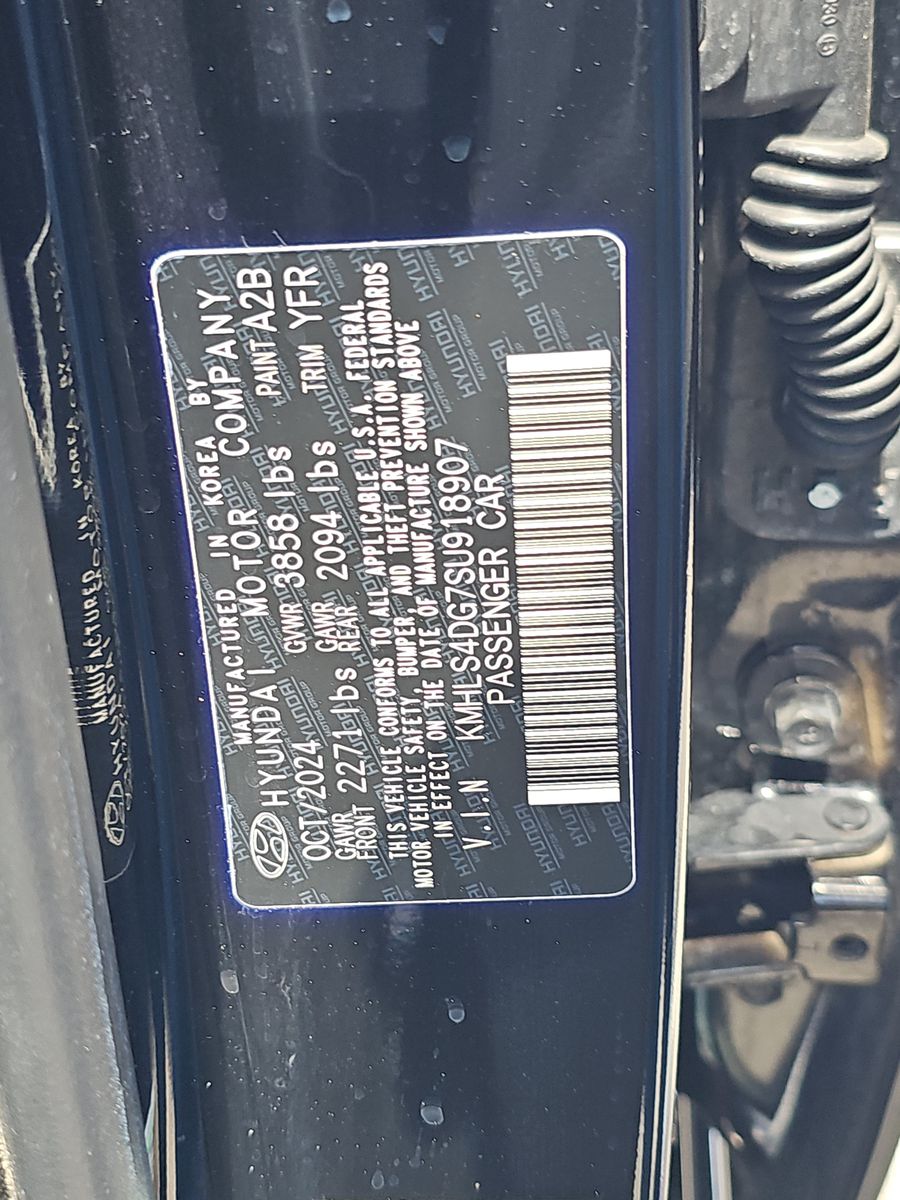 MANUFACTURED IN KOREA BY
HYUNDAI MOTOR COMPANY
OCT/2024 GVWR 3858 lbs PAINT A2B
GAWR FRONT 2271 lbs GAWR REAR 2094 lbs TRIM YFR
THIS VEHICLE CONFORMS TO ALL APPLICABLE U.S.A. FEDERAL
MOTOR VEHICLE SAFETY, BUMPER, AND THEFT PREVENTION STANDARDS
IN EFFECT ON THE DATE OF MANUFACTURE SHOWN ABOVE
V.I.N KMHLS4DG7SU918907
PASSENGER CAR